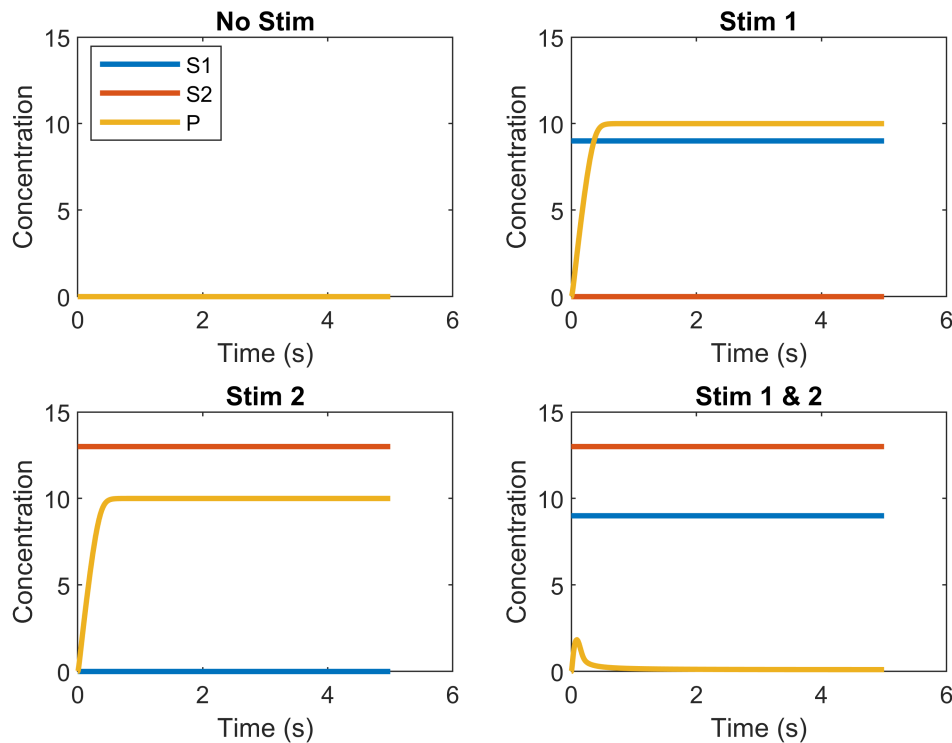 No Stim
15
10
5
0
Concentration
S1
S2
P
0 2 4 6
Time (s)
Stim 1
15
10
5
0
Concentration
0 2 4 6
Time (s)
Stim 2
15
10
5
0
Concentration
0 2 4 6
Time (s)
Stim 1 & 2
15
10
5
0
Concentration
0 2 4 6
Time (s)